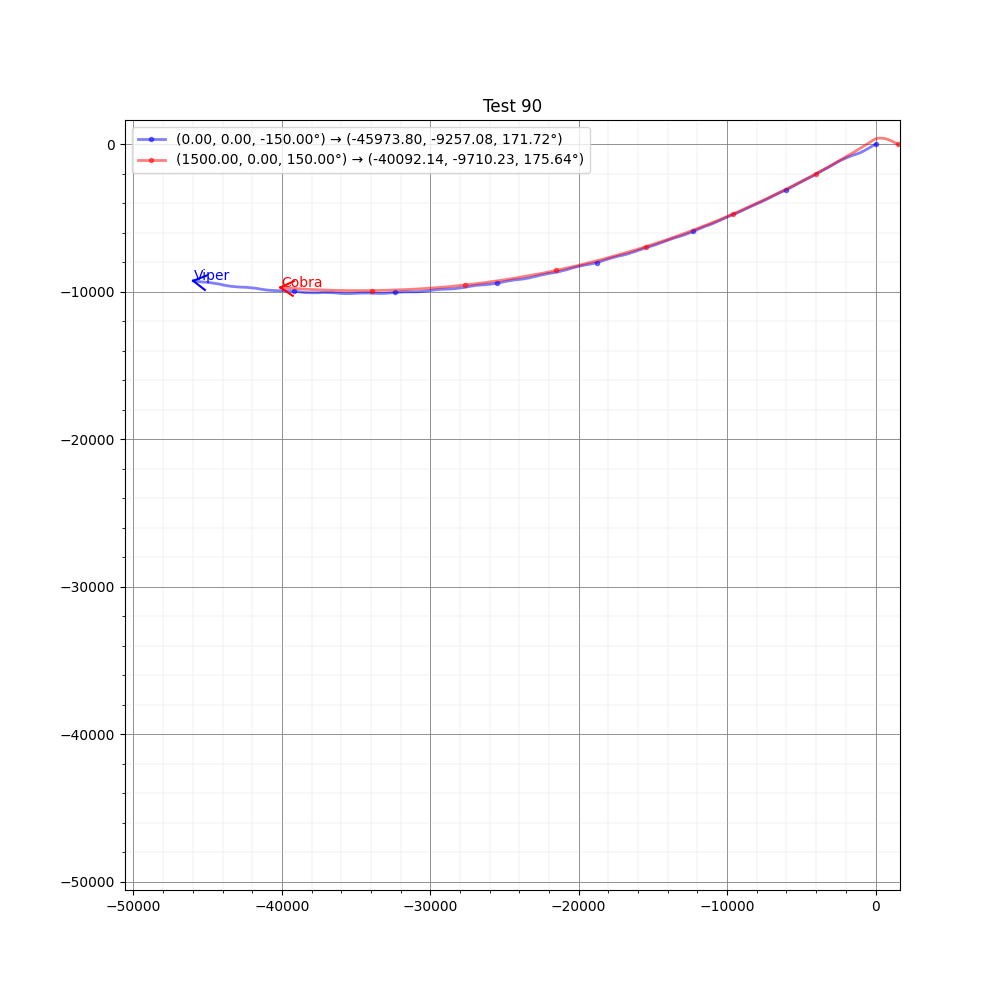 Test 90
(0.00, 0.00, -150.00°) → (-45973.80, -9257.08, 171.72°)
(1500.00, 0.00, 150.00°) → (-40092.14, -9710.23, 175.64°)
0
−10000
−20000
−30000
−40000
−50000
Viper
Cobra
−50000 −40000 −30000 −20000 −10000 0